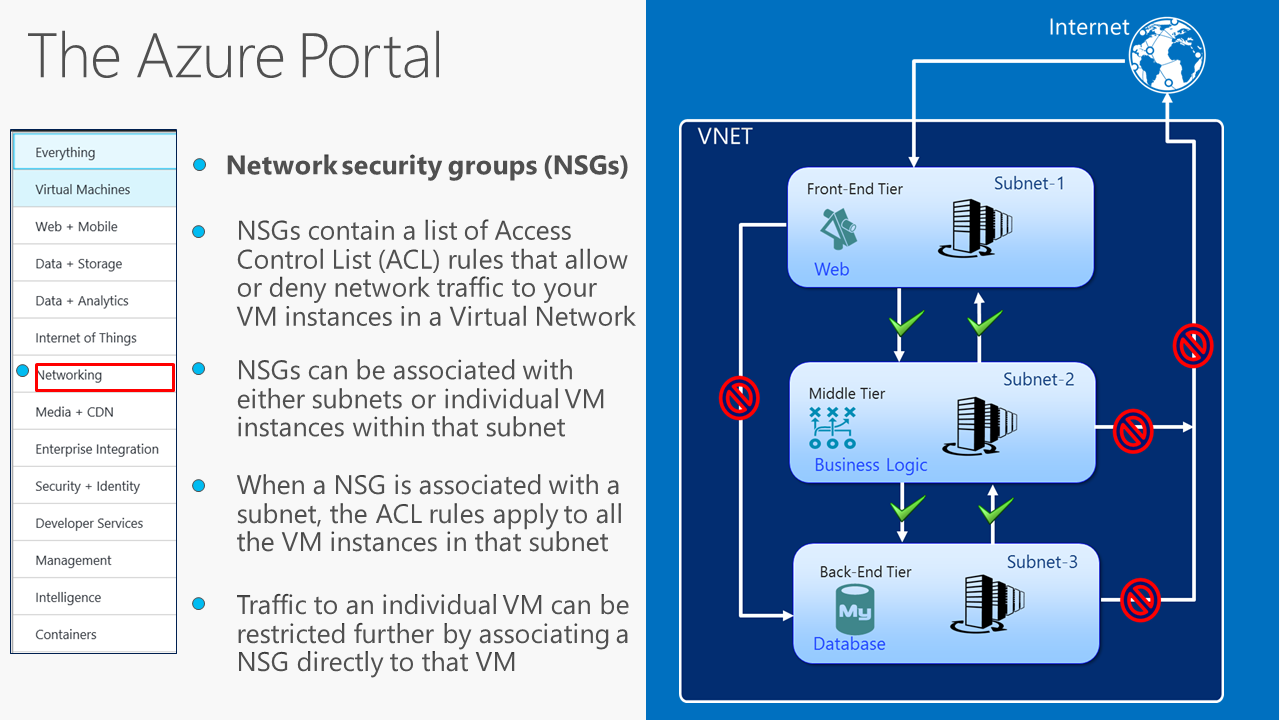 The Azure Portal
Everything
Virtual Machines
Web + Mobile
Data + Storage
Data + Analytics
Internet of Things
Networking
Media + CDN
Enterprise Integration
Security + Identity
Developer Services
Management
Intelligence
Containers
Network security groups (NSGs)
NSGs contain a list of Access
Control List (ACL) rules that allow
or deny network traffic to your
VM instances in a Virtual Network
NSGs can be associated with
either subnets or individual VM
instances within that subnet
When a NSG is associated with a
subnet, the ACL rules apply to all
the VM instances in that subnet
Traffic to an individual VM can be
restricted further by associating a
NSG directly to that VM
Internet
VNET
Front-End Tier
Subnet-1
Web
Middle Tier
Subnet-2
Business Logic
Back-End Tier
Subnet-3
My
Database